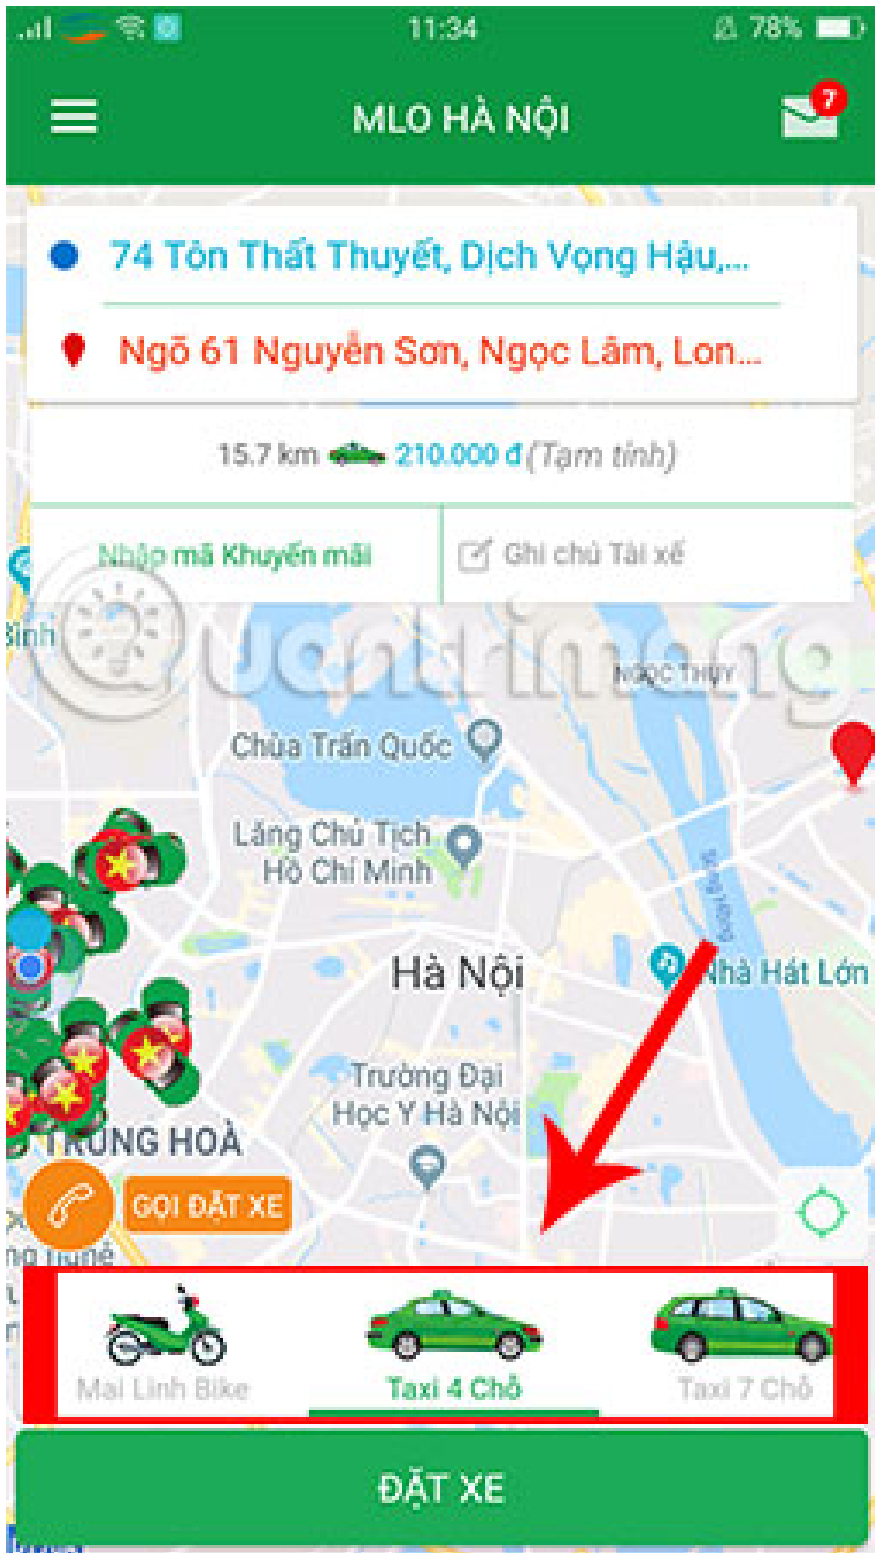 11:34
78%
MLO HÀ NỘI
7
74 Tôn Thất Thuyết, Dịch Vọng Hậu,...
Ngõ 61 Nguyễn Sơn, Ngọc Lâm, Lon...
15.7 km 210.000 đ (Tạm tính)
Nhập mã Khuyến mãi
Ghi chú Tài xế
Quantrimang
NGỌC THỤY
Chùa Trấn Quốc
Lăng Chủ Tịch
Hồ Chí Minh
Sông Hồng
Hà Nội
Nhà Hát Lớn
Trường Đại
Học Y Hà Nội
TRUNG HOÀ
GỌI ĐẶT XE
Mai Linh Bike
Taxi 4 Chỗ
Taxi 7 Chỗ
ĐẶT XE